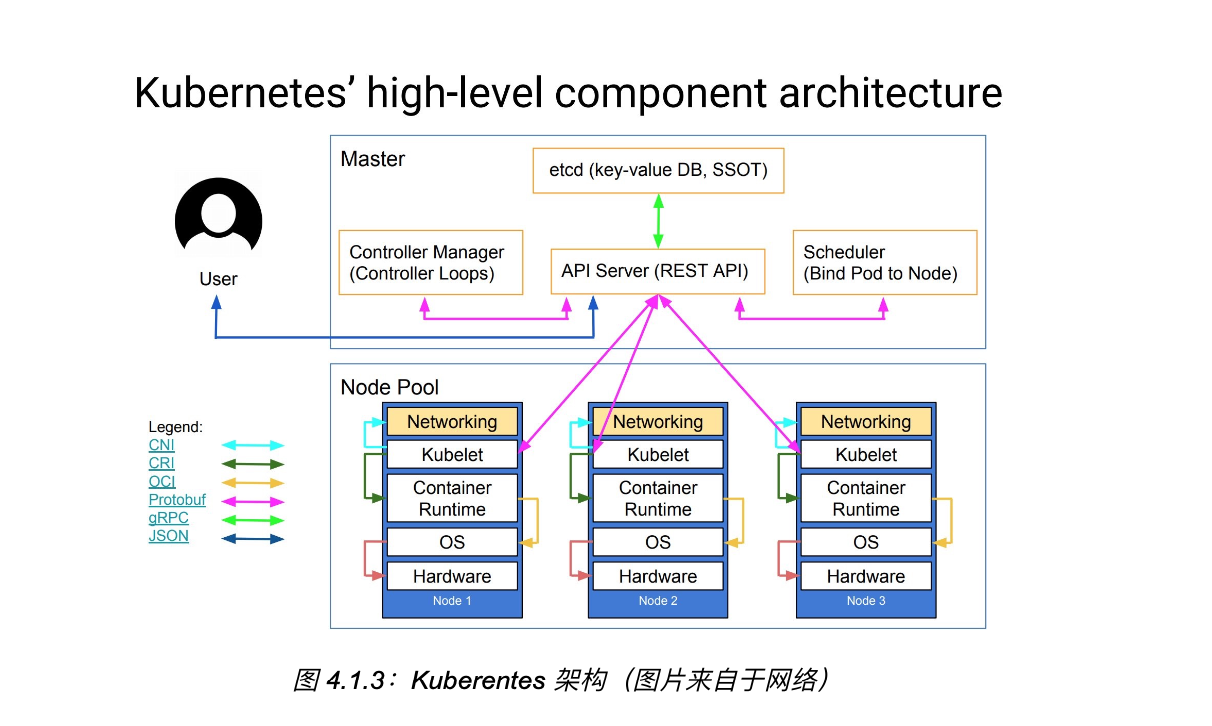 Kubernetes’ high-level component architecture
Master
etcd (key-value DB, SSOT)
User
Controller Manager
(Controller Loops)
API Server (REST API)
Scheduler
(Bind Pod to Node)
Node Pool
Legend:
CNI
CRI
OCI
Protobuf
gRPC
JSON
Networking
Kubelet
Container
Runtime
OS
Hardware
Node 1
Networking
Kubelet
Container
Runtime
OS
Hardware
Node 2
Networking
Kubelet
Container
Runtime
OS
Hardware
Node 3
图 4.1.3：Kuberentes 架构（图片来自于网络）